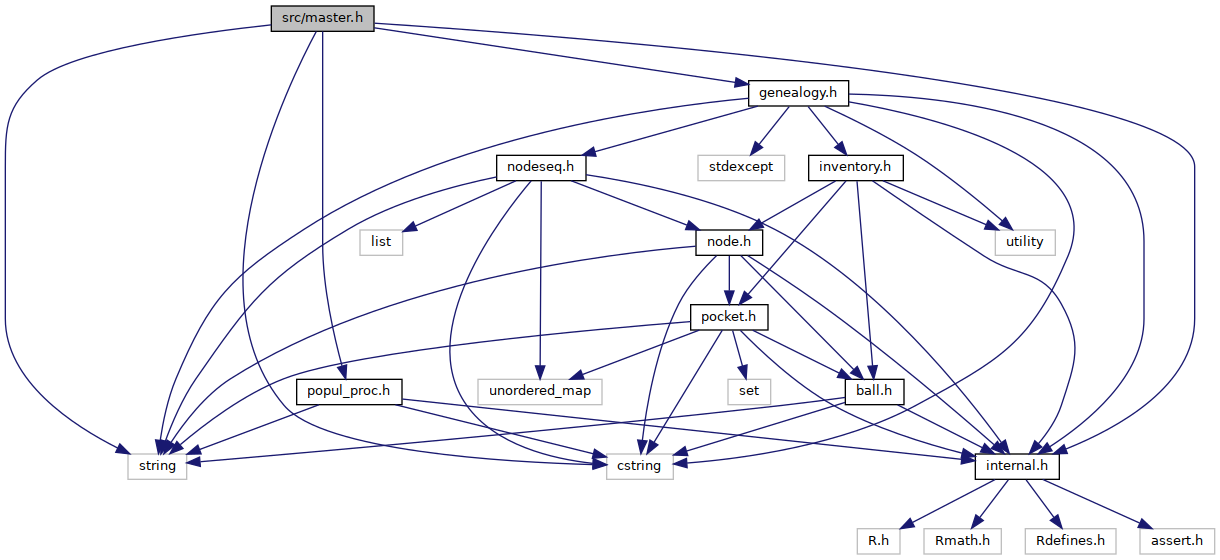 src/master.h
genealogy.h
nodeseq.h
stdexcept
inventory.h
list
node.h
utility
pocket.h
popul_proc.h
unordered_map
set
ball.h
string
cstring
internal.h
R.h
Rmath.h
Rdefines.h
assert.h